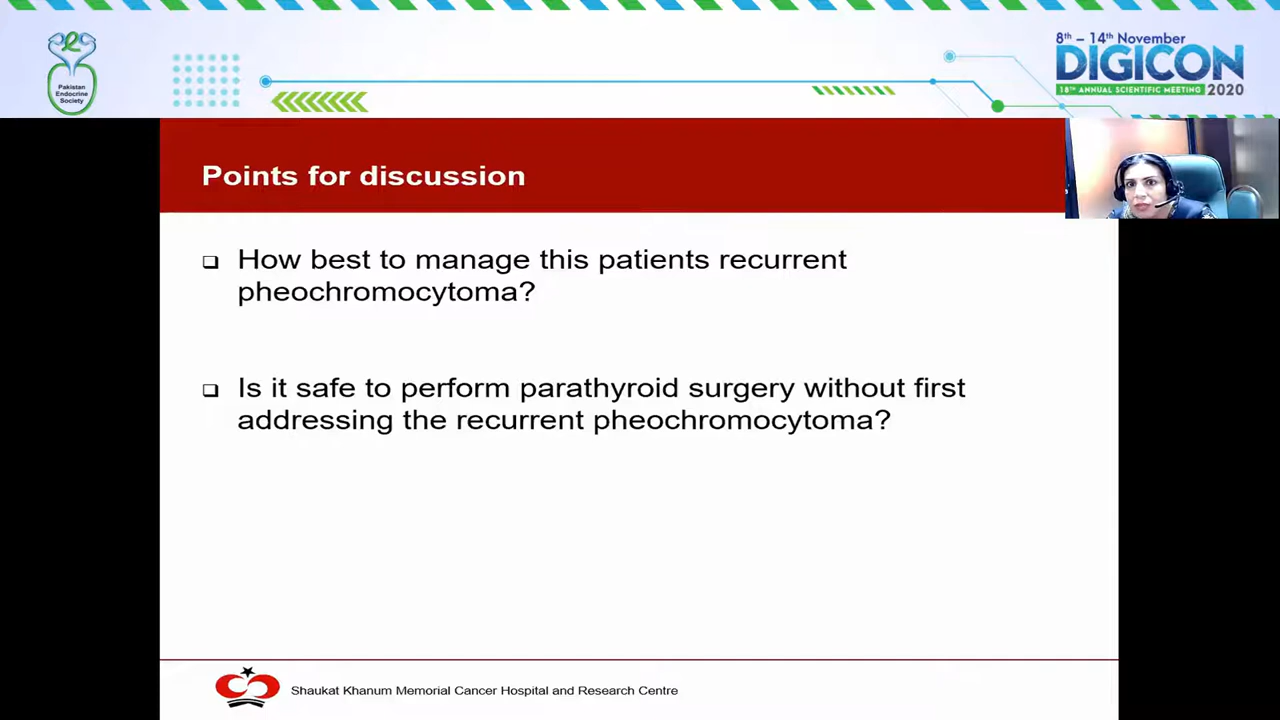 Pakistan
Endocrine
Society
8th – 14th November
DIGICON
18TH ANNUAL SCIENTIFIC MEETING 2020
Points for discussion
How best to manage this patients recurrent
pheochromocytoma?
Is it safe to perform parathyroid surgery without first
addressing the recurrent pheochromocytoma?
Shaukat Khanum Memorial Cancer Hospital and Research Centre